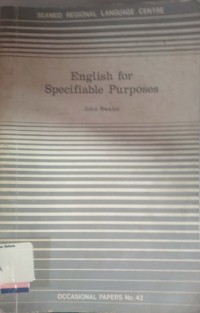 SEAMEO REGIONAL LANGUAGE CENTRE
English for
Specifiable Purposes
John Swales
OCCASIONAL PAPERS No. 42